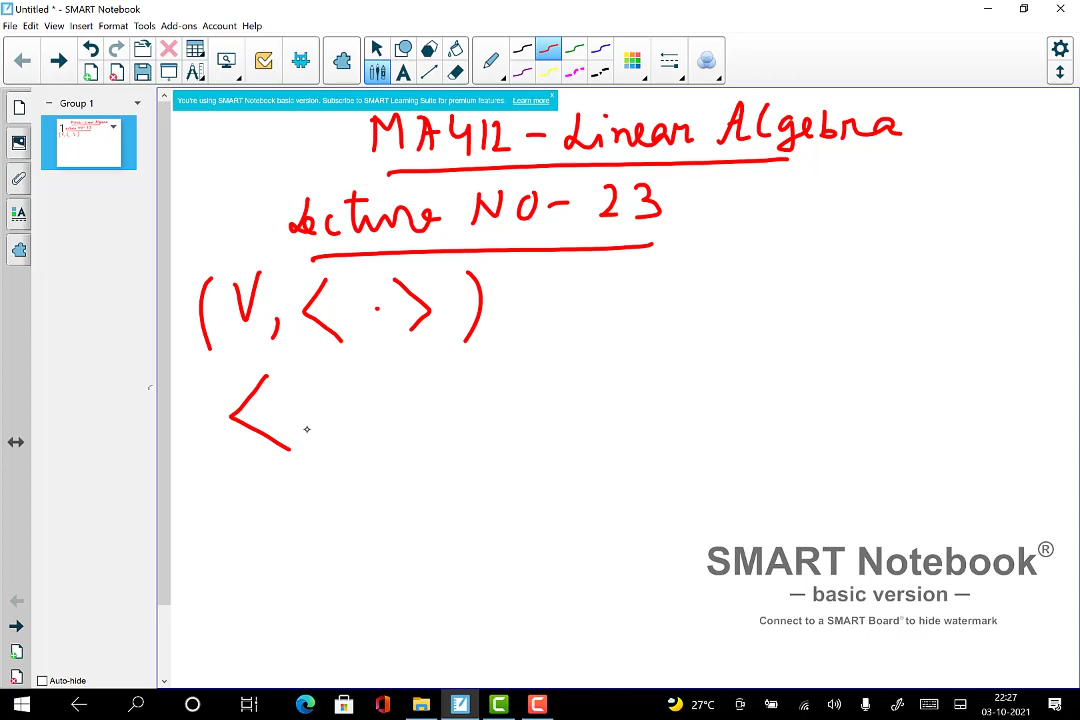 Untitled * - SMART Notebook
File Edit View Insert Format Tools Add-ons Account Help
Group 1
You're using SMART Notebook basic version. Subscribe to SMART Learning Suite for premium features. Learn more x
MA412 - Linear Algebra
Lecture NO - 23
(V, < · >)
<
SMART Notebook®
— basic version —
Connect to a SMART Board® to hide watermark
Auto-hide
27°C
22:27
03-10-2021